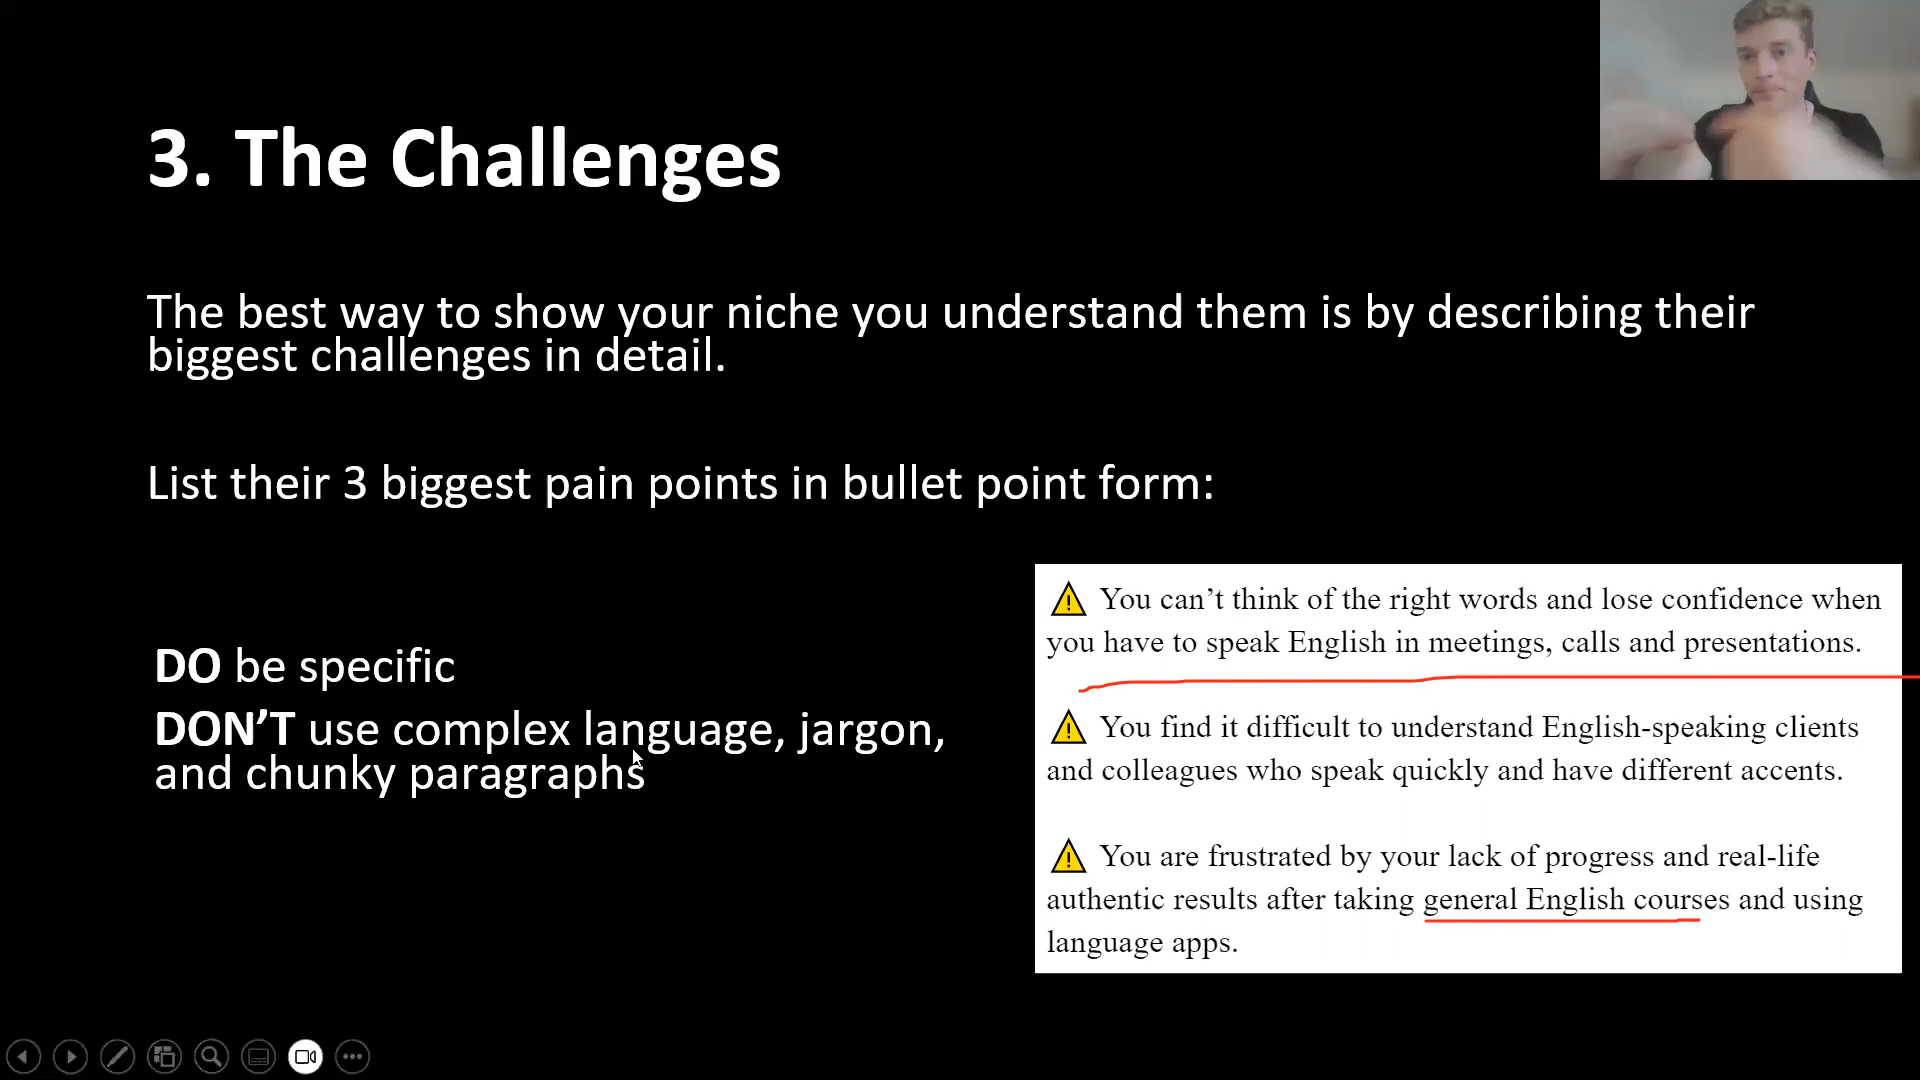 3. The Challenges
The best way to show your niche you understand them is by describing their
biggest challenges in detail.
List their 3 biggest pain points in bullet point form:
DO be specific
DON’T use complex language, jargon,
and chunky paragraphs
You can’t think of the right words and lose confidence when
you have to speak English in meetings, calls and presentations.
You find it difficult to understand English-speaking clients
and colleagues who speak quickly and have different accents.
You are frustrated by your lack of progress and real-life
authentic results after taking general English courses and using
language apps.